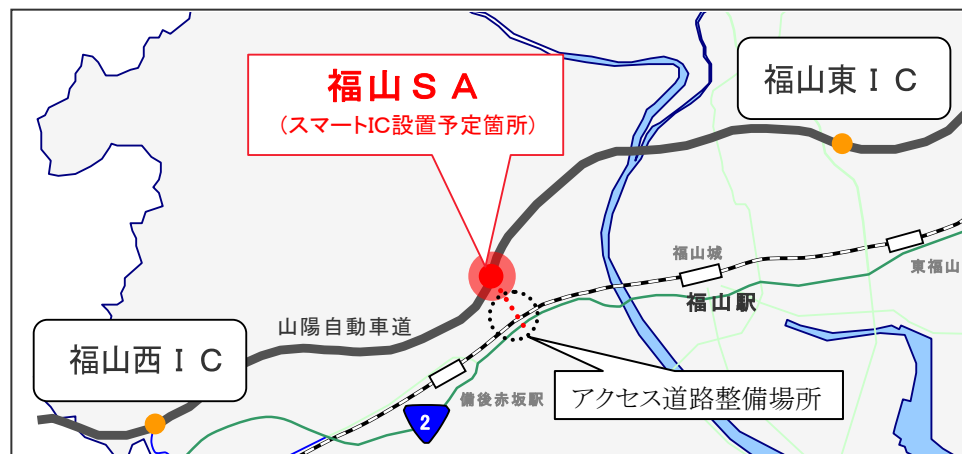 福山ＳＡ
（スマートIC設置予定箇所）
福山東ＩＣ
福山城
東福山
福山駅
山陽自動車道
福山西ＩＣ
備後赤坂駅
アクセス道路整備場所
2